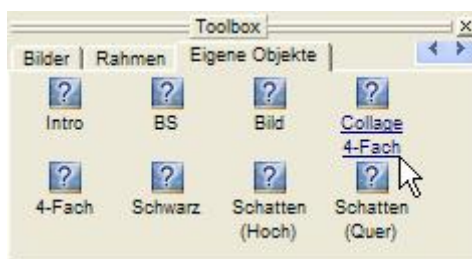 Toolbox
Bilder Rahmen Eigene Objekte
Intro BS Bild Collage
4-Fach
4-Fach Schwarz Schatten Schatten
(Hoch) (Quer)